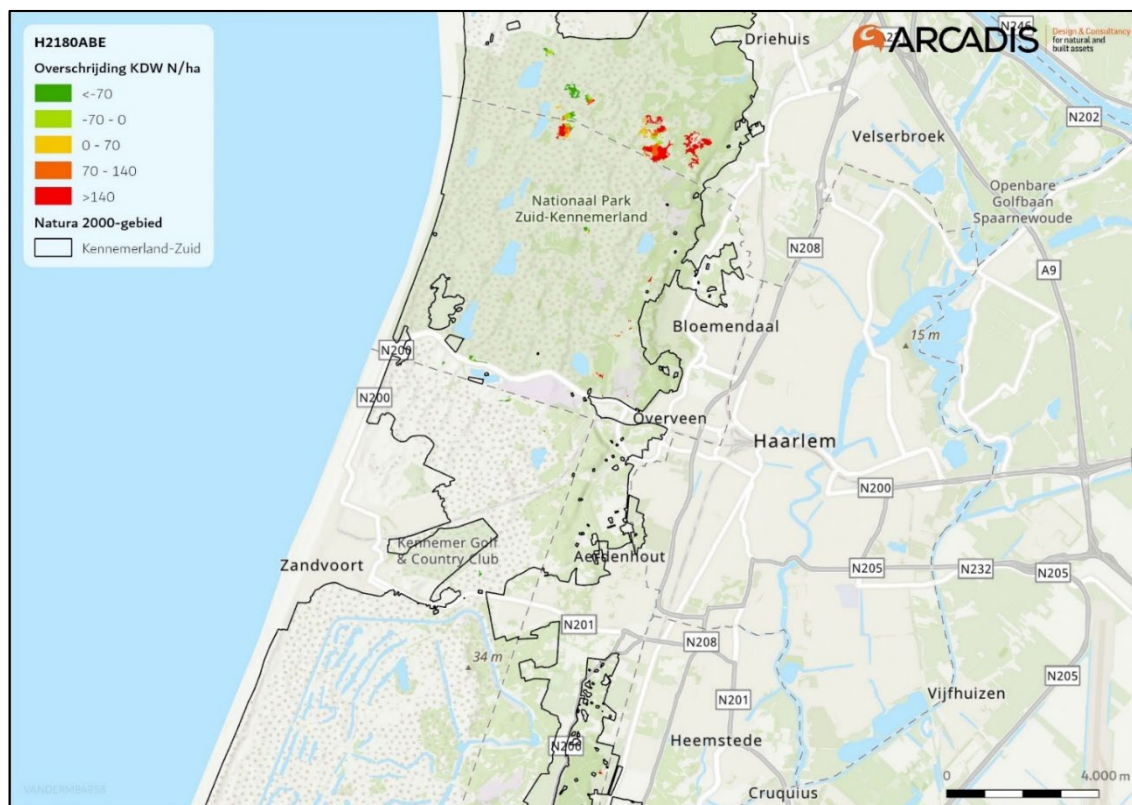 H2180ABE
Overschrijding KDW N/ha
<-70
-70 - 0
0 - 70
70 - 140
>140
Natura 2000-gebied
Kennemerland-Zuid
ARCADIS
Design & Consultancy
for natural and
built assets
Driehuis
N246
N202
Velserbroek
Openbare
Golfbaan
Spaarnewoude
Nationaal Park
Zuid-Kennemerland
N208
A9
Bloemendaal
15 m
N200
N200
Overveen
Haarlem
N200
Kennemer Golf
& Country Club
Zandvoort
Aerdenhout
N205
N232
N205
N201
N208
34 m
N201
N205
Vijfhuizen
N200
Heemstede
Cruquius
0
4.000 m
VANDERMB4858